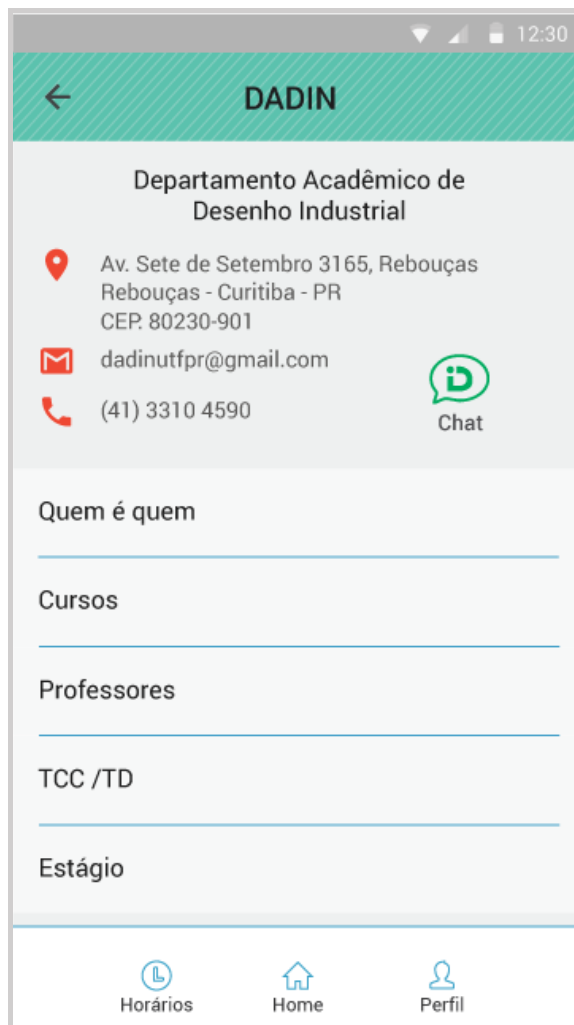 12:30
DADIN
Departamento Acadêmico de
Desenho Industrial
Av. Sete de Setembro 3165, Rebouças
Rebouças - Curitiba - PR
CEP. 80230-901
dadinutfpr@gmail.com
(41) 3310 4590
iD
Chat
Quem é quem
Cursos
Professores
TCC /TD
Estágio
Horários
Home
Perfil